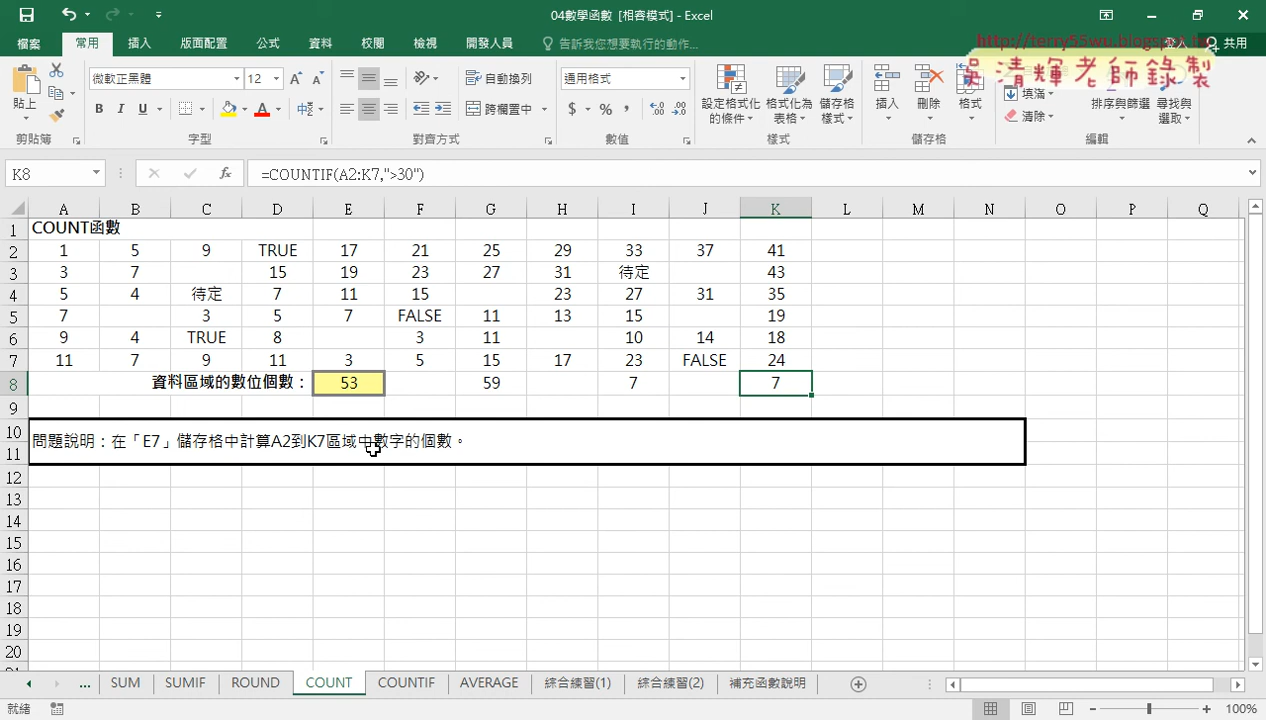 04數學函數 [相容模式] - Excel
http://terry55wu.blogspot.tw
吳清輝老師錄製
檔案 常用 插入 版面配置 公式 資料 校閱 檢視 開發人員 告訴我您想要執行的動作... 登入 共用
貼上 微軟正黑體 12 自動換列 通用格式 設定格式化的條件 格式化為表格 儲存格樣式 插入 刪除 格式 填滿 排序與篩選 尋找與選取
B I U 跨欄置中 $ % , 清除
剪貼簿 字型 對齊方式 數值 樣式 儲存格 編輯
K8 fx =COUNTIF(A2:K7,">30")
A B C D E F G H I J K L M N O P Q
1 COUNT函數
2 1 5 9 TRUE 17 21 25 29 33 37 41
3 3 7 15 19 23 27 31 待定 43
4 5 4 待定 7 11 15 23 27 31 35
5 7 3 5 7 FALSE 11 13 15 19
6 9 4 TRUE 8 3 11 10 14 18
7 11 7 9 11 3 5 15 17 23 FALSE 24
8 資料區域的數位個數： 53 59 7 7
9
10
問題說明：在「E7」儲存格中計算A2到K7區域中數字的個數。
11
12
13
14
15
16
17
18
19
20
... SUM SUMIF ROUND COUNT COUNTIF AVERAGE 綜合練習(1) 綜合練習(2) 補充函數說明
就緒 100%